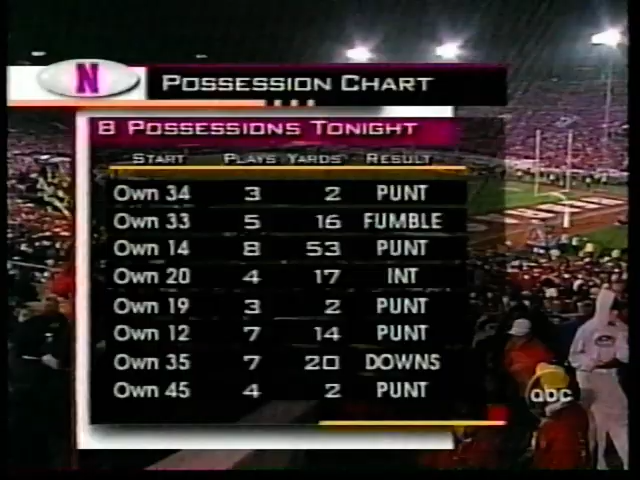 N POSSESSION CHART
8 POSSESSIONS TONIGHT
START PLAYS YARDS RESULT
Own 34 3 2 PUNT
Own 33 5 16 FUMBLE
Own 14 8 53 PUNT
Own 20 4 17 INT
Own 19 3 2 PUNT
Own 12 7 14 PUNT
Own 35 7 20 DOWNS
Own 45 4 2 PUNT
abc